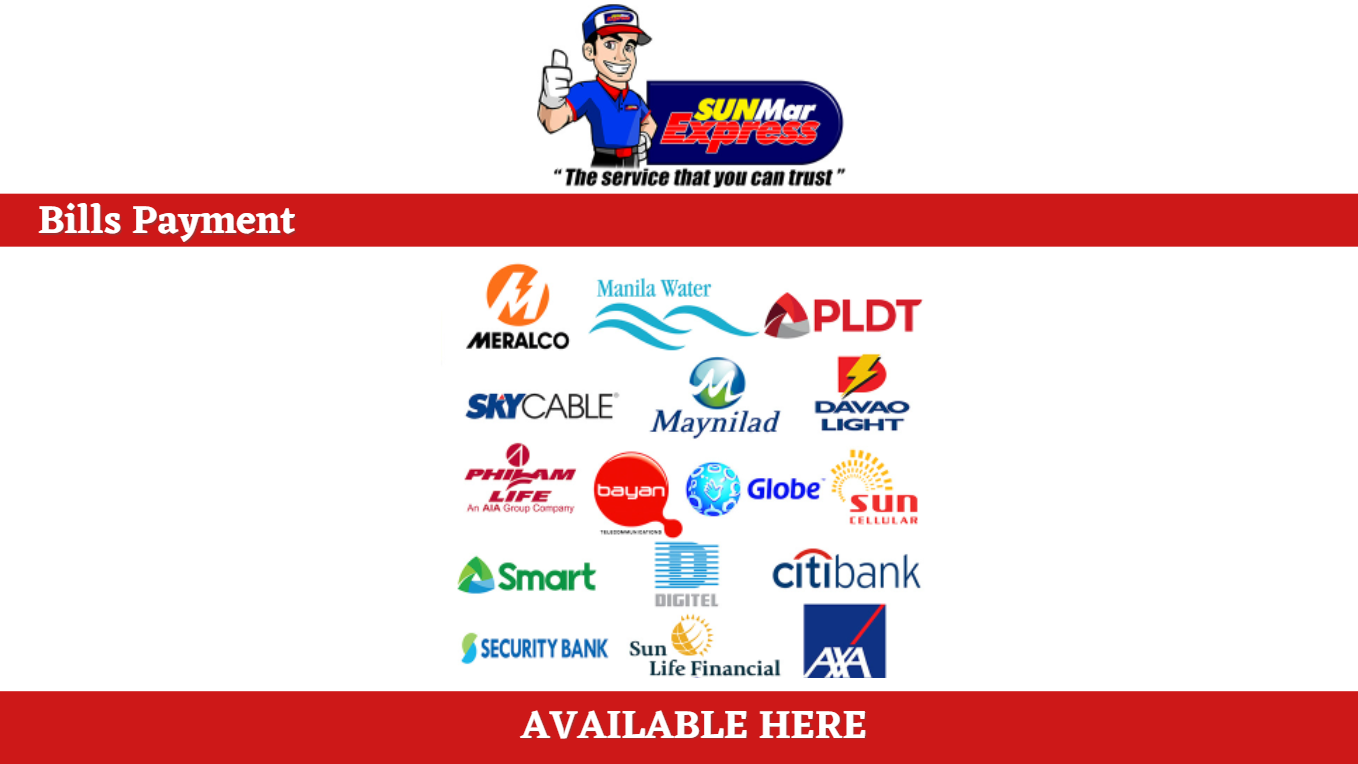 SUNMar
Express
“ The service that you can trust ”
Bills Payment
MERALCO
Manila Water
PLDT
SKYCABLE®
Maynilad
DAVAO
LIGHT
PHILAM
LIFE
An AIA Group Company
bayan
TELECOMMUNICATIONS
Globe™
sun
CELLULAR
Smart
DIGITEL
citibank
SECURITY BANK
Sun
Life Financial
AXA
AVAILABLE HERE